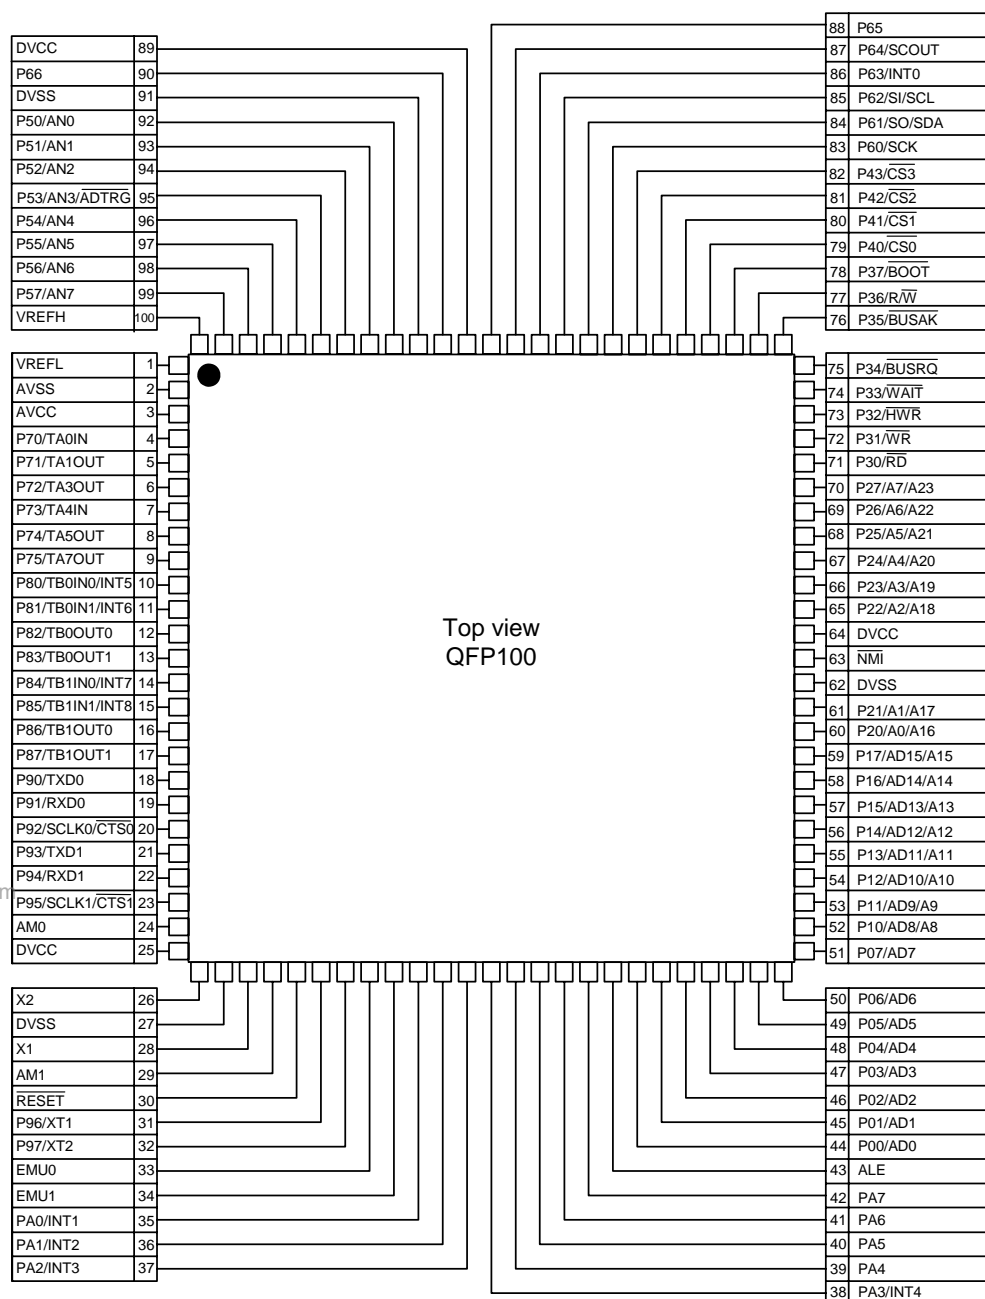 DVCC 89
P66 90
DVSS 91
P50/AN0 92
P51/AN1 93
P52/AN2 94
P53/AN3/ADTRG 95
P54/AN4 96
P55/AN5 97
P56/AN6 98
P57/AN7 99
VREFH 100
88 P65
87 P64/SCOUT
86 P63/INT0
85 P62/SI/SCL
84 P61/SO/SDA
83 P60/SCK
82 P43/CS3
81 P42/CS2
80 P41/CS1
79 P40/CS0
78 P37/BOOT
77 P36/R/W
76 P35/BUSAK
VREFL 1
AVSS 2
AVCC 3
P70/TA0IN 4
P71/TA1OUT 5
P72/TA3OUT 6
P73/TA4IN 7
P74/TA5OUT 8
P75/TA7OUT 9
P80/TB0IN0/INT5 10
P81/TB0IN1/INT6 11
P82/TB0OUT0 12
P83/TB0OUT1 13
P84/TB1IN0/INT7 14
P85/TB1IN1/INT8 15
P86/TB1OUT0 16
P87/TB1OUT1 17
P90/TXD0 18
P91/RXD0 19
P92/SCLK0/CTS0 20
P93/TXD1 21
P94/RXD1 22
P95/SCLK1/CTS1 23
AM0 24
DVCC 25
Top view
QFP100
75 P34/BUSRQ
74 P33/WAIT
73 P32/HWR
72 P31/WR
71 P30/RD
70 P27/A7/A23
69 P26/A6/A22
68 P25/A5/A21
67 P24/A4/A20
66 P23/A3/A19
65 P22/A2/A18
64 DVCC
63 NMI
62 DVSS
61 P21/A1/A17
60 P20/A0/A16
59 P17/AD15/A15
58 P16/AD14/A14
57 P15/AD13/A13
56 P14/AD12/A12
55 P13/AD11/A11
54 P12/AD10/A10
53 P11/AD9/A9
52 P10/AD8/A8
51 P07/AD7
X2 26
DVSS 27
X1 28
AM1 29
RESET 30
P96/XT1 31
P97/XT2 32
EMU0 33
EMU1 34
PA0/INT1 35
PA1/INT2 36
PA2/INT3 37
50 P06/AD6
49 P05/AD5
48 P04/AD4
47 P03/AD3
46 P02/AD2
45 P01/AD1
44 P00/AD0
43 ALE
42 PA7
41 PA6
40 PA5
39 PA4
38 PA3/INT4